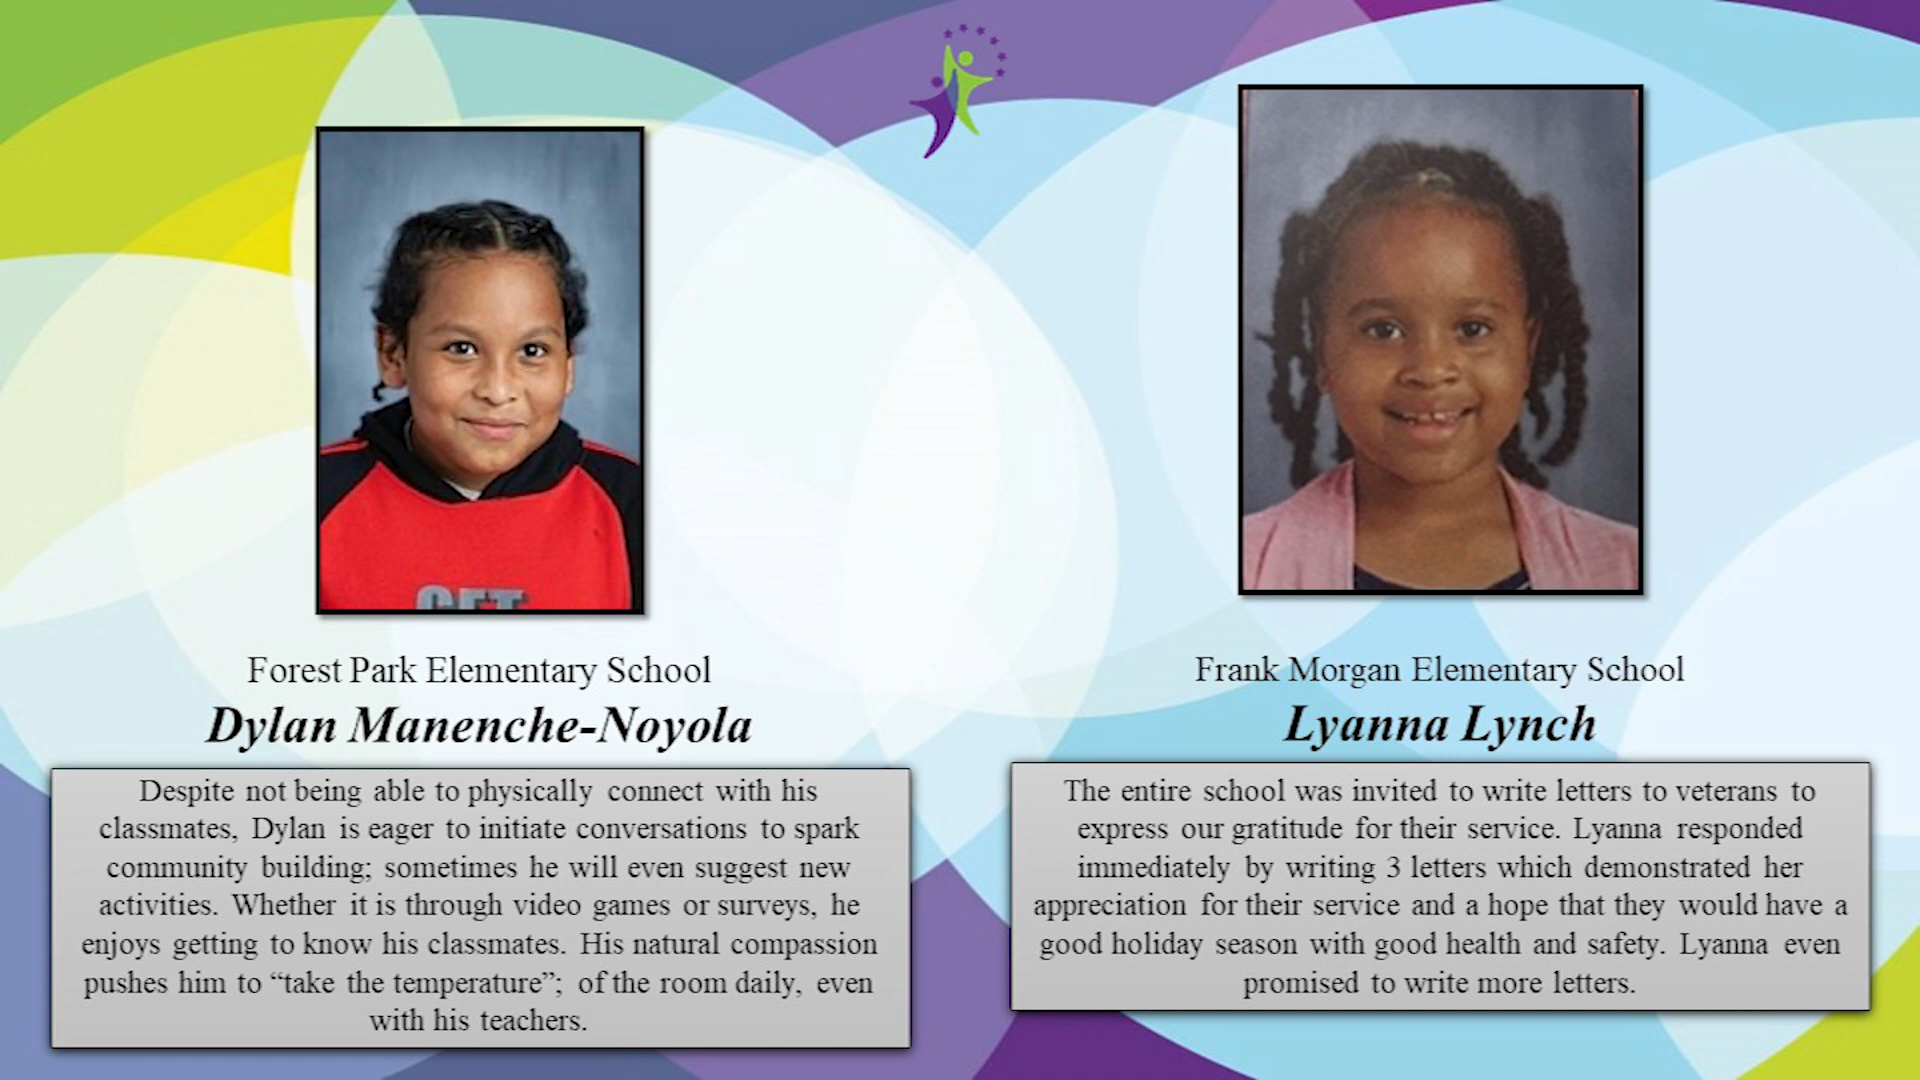 GET
Forest Park Elementary School
Dylan Manenche-Noyola
Despite not being able to physically connect with his
classmates, Dylan is eager to initiate conversations to spark
community building; sometimes he will even suggest new
activities. Whether it is through video games or surveys, he
enjoys getting to know his classmates. His natural compassion
pushes him to “take the temperature”; of the room daily, even
with his teachers.
Frank Morgan Elementary School
Lyanna Lynch
The entire school was invited to write letters to veterans to
express our gratitude for their service. Lyanna responded
immediately by writing 3 letters which demonstrated her
appreciation for their service and a hope that they would have a
good holiday season with good health and safety. Lyanna even
promised to write more letters.